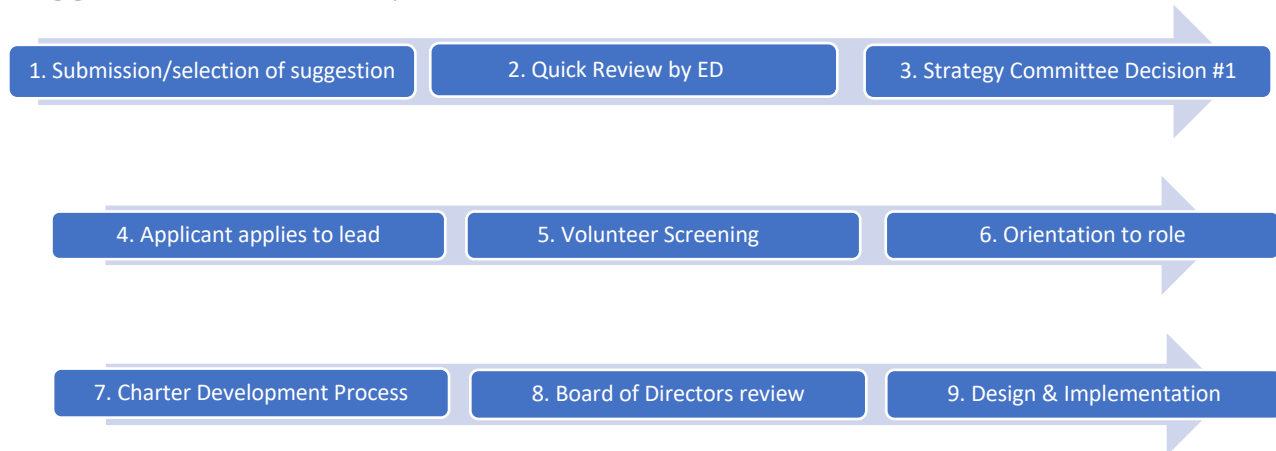 1. Submission/selection of suggestion
2. Quick Review by ED
3. Strategy Committee Decision #1
4. Applicant applies to lead
5. Volunteer Screening
6. Orientation to role
7. Charter Development Process
8. Board of Directors review
9. Design & Implementation